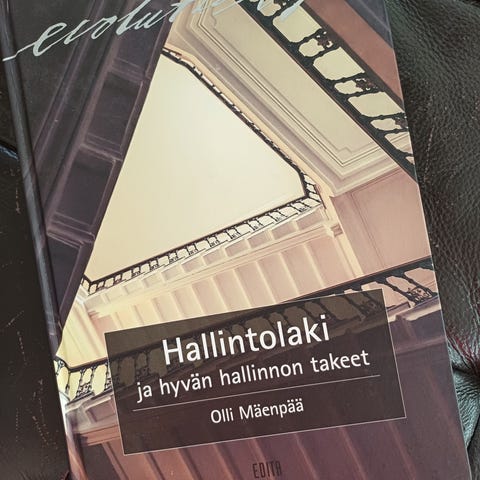 Hallintolaki
ja hyvän hallinnon takeet
Olli Mäenpää
EDITA